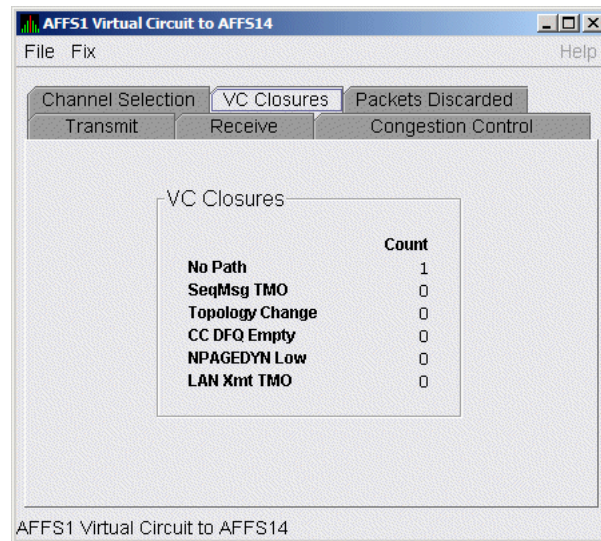 AFFS1 Virtual Circuit to AFFS14
File Fix Help
Channel Selection VC Closures Packets Discarded
Transmit Receive Congestion Control
VC Closures
Count
No Path 1
SeqMsg TMO 0
Topology Change 0
CC DFQ Empty 0
NPAGEDYN Low 0
LAN Xmt TMO 0
AFFS1 Virtual Circuit to AFFS14